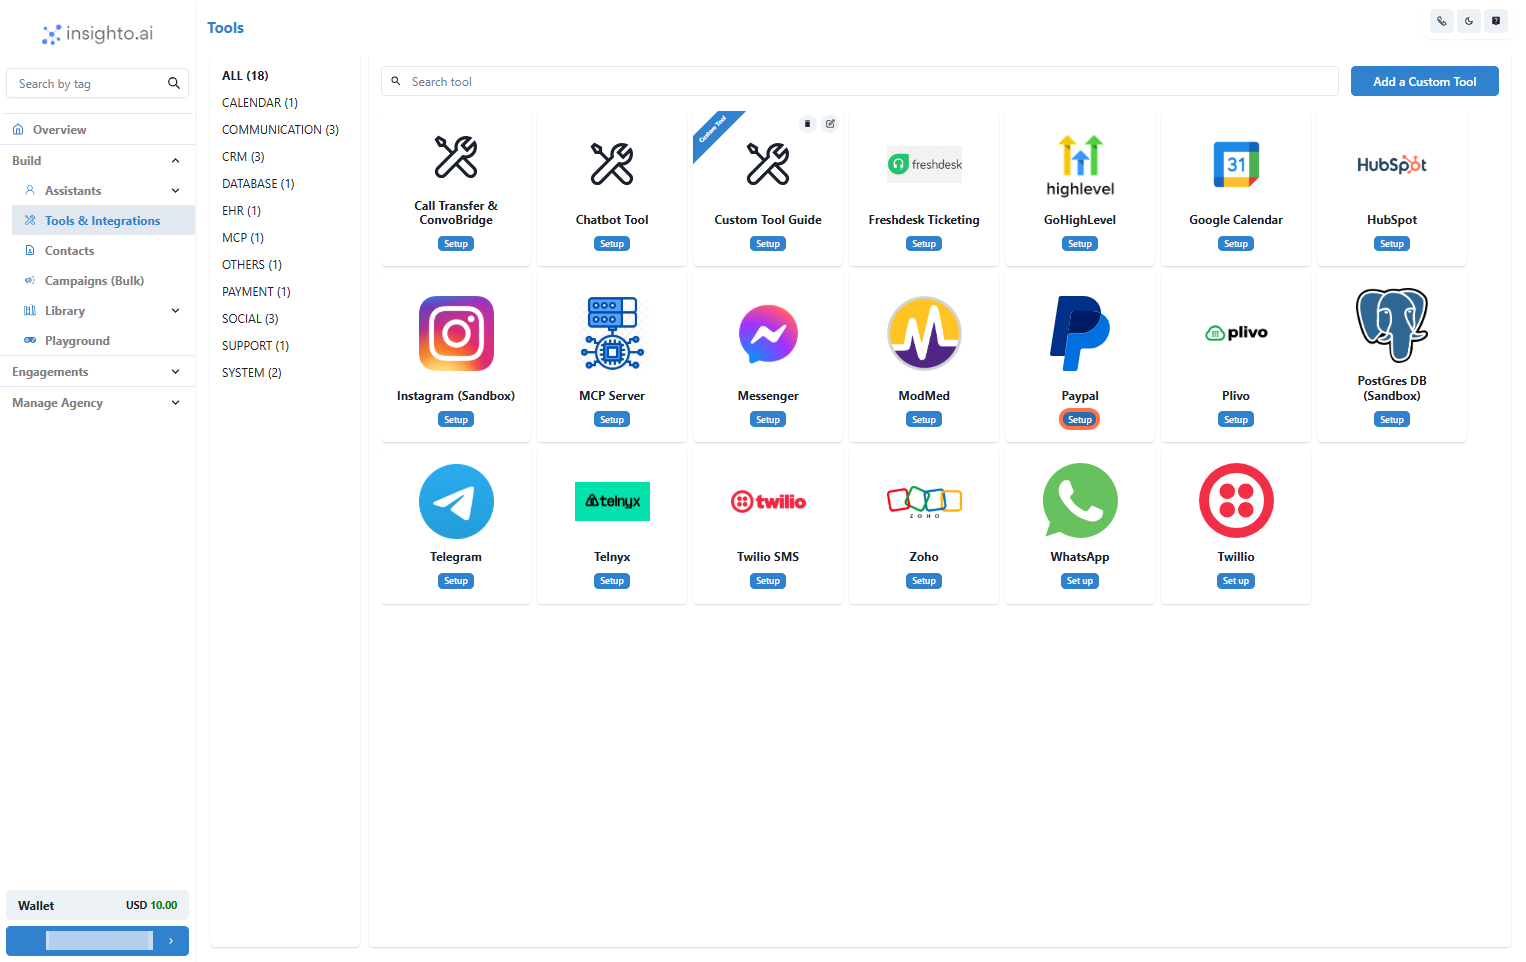 insighto.ai
Search by tag
Overview
Build
Assistants
Tools & Integrations
Contacts
Campaigns (Bulk)
Library
Playground
Engagements
Manage Agency
Wallet
USD 10.00
Tools
ALL (18)
CALENDAR (1)
COMMUNICATION (3)
CRM (3)
DATABASE (1)
EHR (1)
MCP (1)
OTHERS (1)
PAYMENT (1)
SOCIAL (3)
SUPPORT (1)
SYSTEM (2)
Search tool
Add a Custom Tool
Call Transfer &
ConvoBridge
Setup
Chatbot Tool
Setup
Custom Tool
Custom Tool Guide
Setup
freshdesk
Freshdesk Ticketing
Setup
highlevel
GoHighLevel
Setup
31
Google Calendar
Setup
HubSpot
HubSpot
Setup
Instagram (Sandbox)
Setup
MCP Server
Setup
Messenger
Setup
ModMed
Setup
Paypal
Setup
plivo
Plivo
Setup
PostGres DB
(Sandbox)
Setup
Telegram
Setup
telnyx
Telnyx
Setup
twilio
Twilio SMS
Setup
ZOHO
Zoho
Setup
WhatsApp
Set up
Twillio
Set up